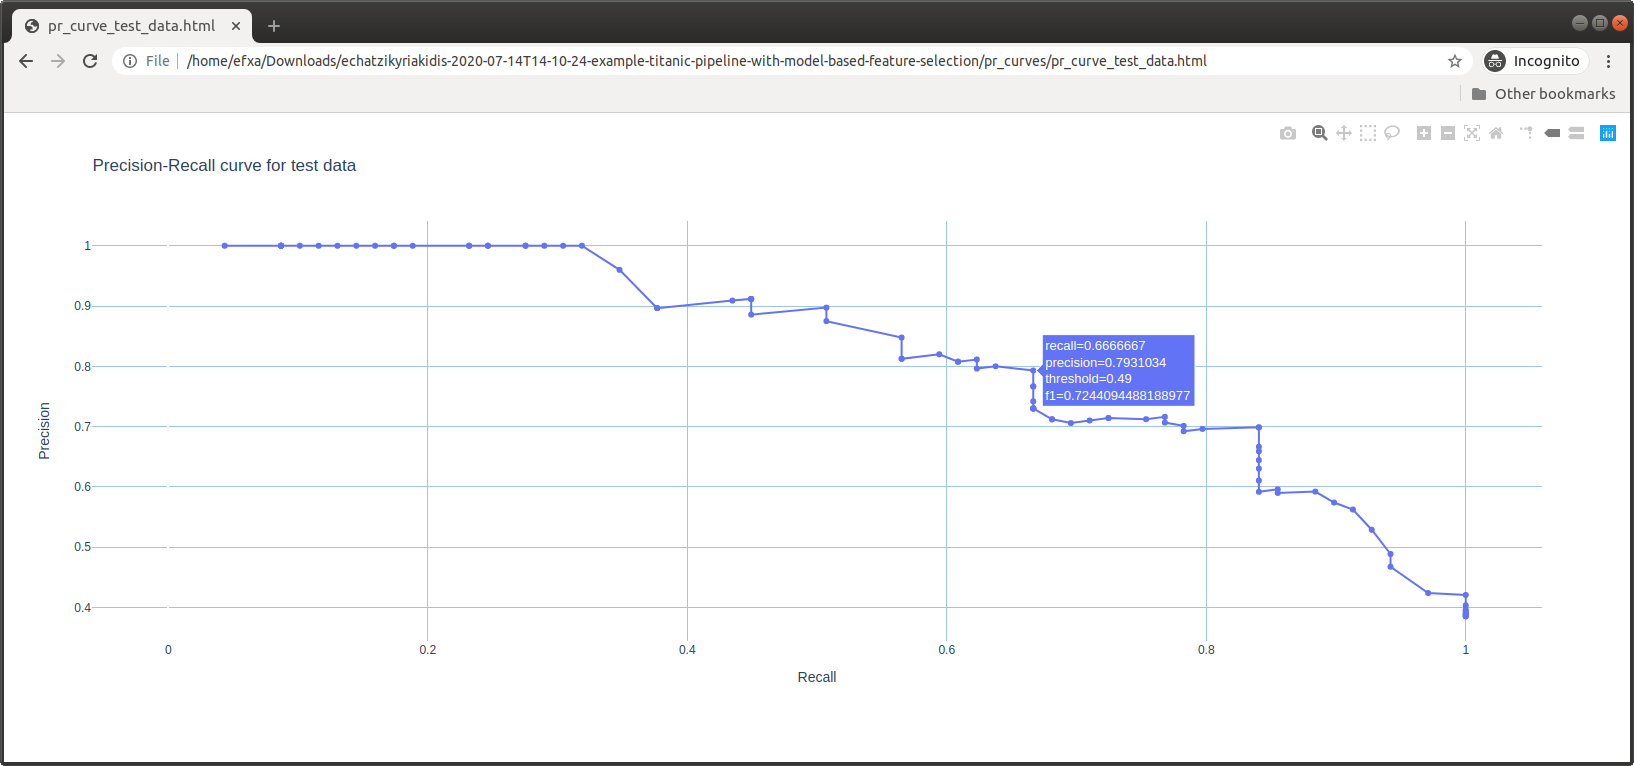 pr_curve_test_data.html
File /home/efxa/Downloads/echatzikyriakidis-2020-07-14T14-10-24-example-titanic-pipeline-with-model-based-feature-selection/pr_curves/pr_curve_test_data.html
Incognito
Other bookmarks
Precision-Recall curve for test data
1
0.9
0.8
0.7
0.6
0.5
0.4
Precision
recall=0.6666667
precision=0.7931034
threshold=0.49
f1=0.7244094488188977
0 0.2 0.4 0.6 0.8 1
Recall